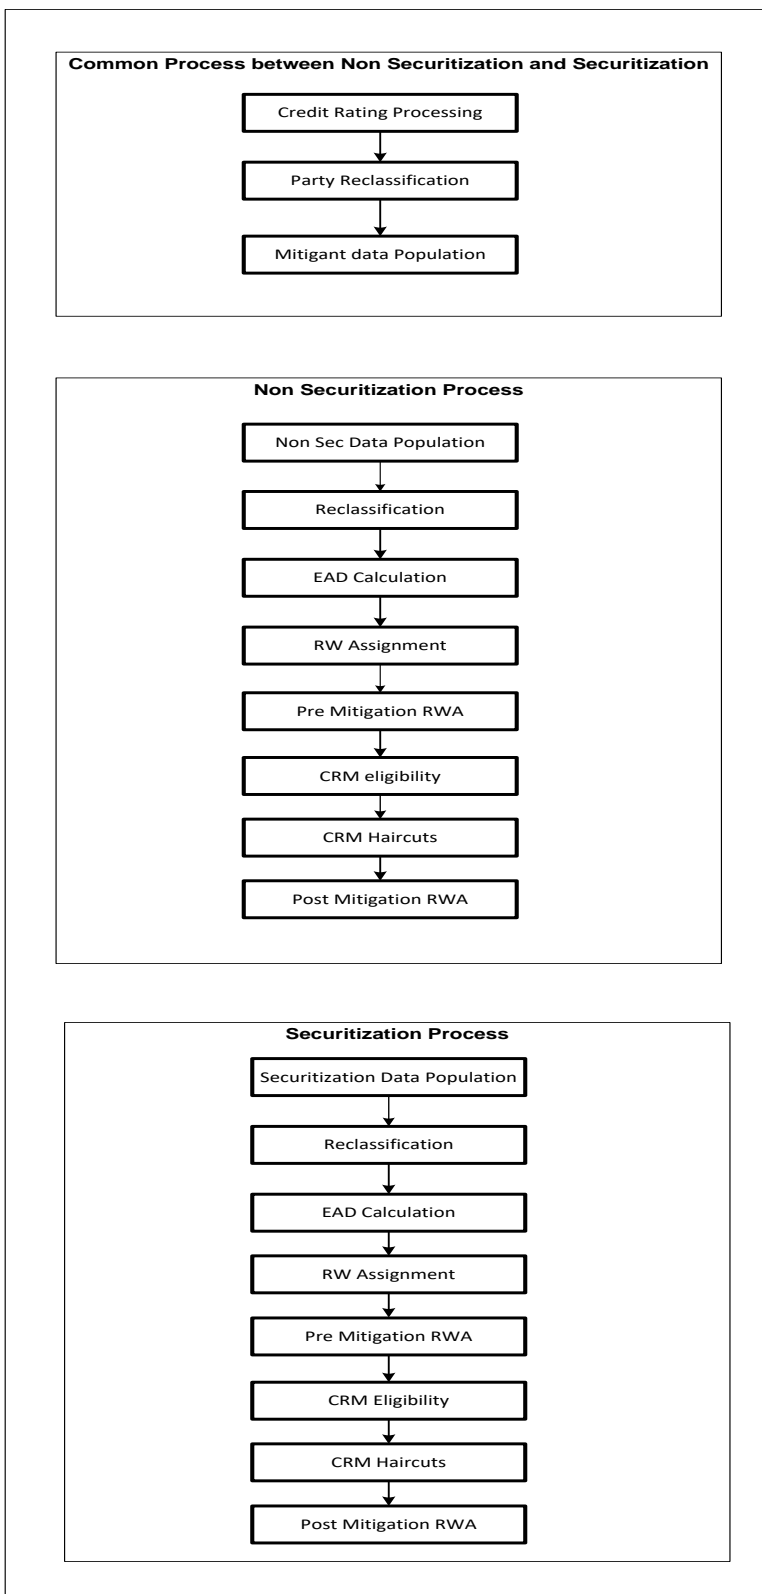 Common Process between Non Securitization and Securitization
Credit Rating Processing
Party Reclassification
Mitigant data Population
Non Securitization Process
Non Sec Data Population
Reclassification
EAD Calculation
RW Assignment
Pre Mitigation RWA
CRM eligibility
CRM Haircuts
Post Mitigation RWA
Securitization Process
Securitization Data Population
Reclassification
EAD Calculation
RW Assignment
Pre Mitigation RWA
CRM Eligibility
CRM Haircuts
Post Mitigation RWA